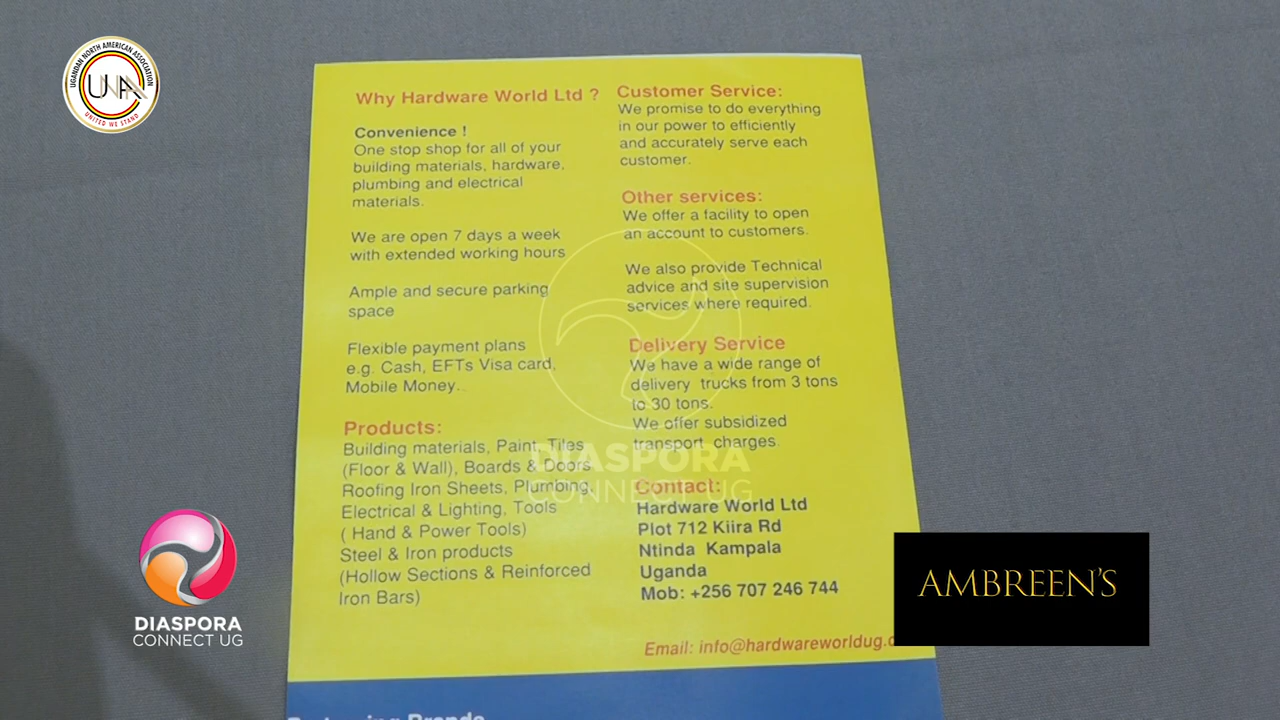 UGANDAN NORTH AMERICAN ASSOCIATION
UNAA
UNITED WE STAND
Why Hardware World Ltd ?
Convenience !
One stop shop for all of your
building materials, hardware,
plumbing and electrical
materials.
We are open 7 days a week
with extended working hours
Ample and secure parking
space
Flexible payment plans
e.g. Cash, EFTs Visa card,
Mobile Money.
Products:
Building materials, Paint, Tiles
(Floor & Wall), Boards & Doors
Roofing Iron Sheets, Plumbing,
Electrical & Lighting, Tools
( Hand & Power Tools)
Steel & Iron products
(Hollow Sections & Reinforced
Iron Bars)
Customer Service:
We promise to do everything
in our power to efficiently
and accurately serve each
customer.
Other services:
We offer a facility to open
an account to customers.
We also provide Technical
advice and site supervision
services where required.
Delivery Service
We have a wide range of
delivery trucks from 3 tons
to 30 tons.
We offer subsidized
transport charges.
Contact:
Hardware World Ltd
Plot 712 Kiira Rd
Ntinda Kampala
Uganda
Mob: +256 707 246 744
Email: info@hardwareworldug.
DIASPORA
CONNECT UG
DIASPORA
CONNECT UG
AMBREEN'S
Brands